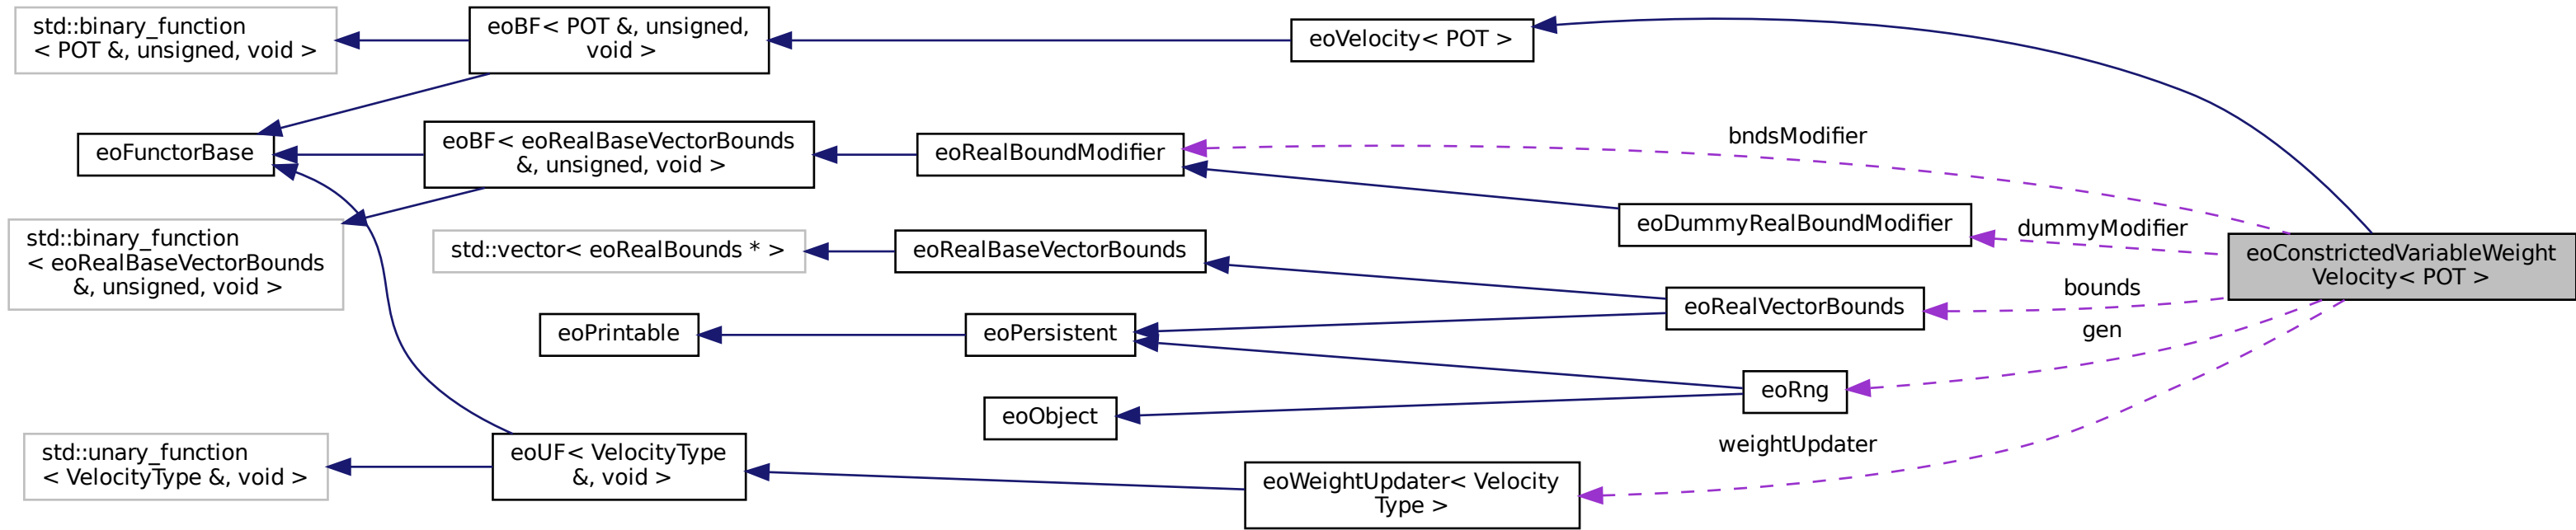 std::binary_function
< POT &, unsigned, void >
eoBF< POT &, unsigned,
void >
eoVelocity< POT >
eoFunctorBase
eoBF< eoRealBaseVectorBounds
&, unsigned, void >
eoRealBoundModifier
bndsModifier
std::binary_function
< eoRealBaseVectorBounds
&, unsigned, void >
std::vector< eoRealBounds * >
eoRealBaseVectorBounds
eoDummyRealBoundModifier
dummyModifier
eoConstrictedVariableWeight
Velocity< POT >
bounds
eoRealVectorBounds
gen
eoPrintable
eoPersistent
eoRng
eoObject
weightUpdater
std::unary_function
< VelocityType &, void >
eoUF< VelocityType
&, void >
eoWeightUpdater< Velocity
Type >